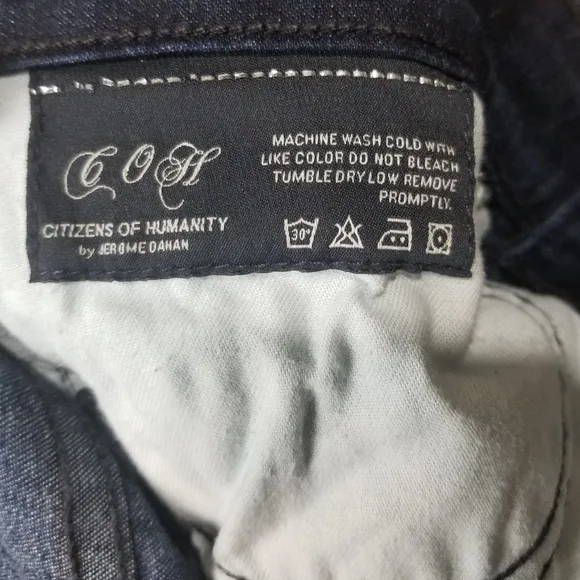 C O H
CITIZENS OF HUMANITY
by JEROME DAHAN
MACHINE WASH COLD WITH
LIKE COLOR DO NOT BLEACH
TUMBLE DRY LOW REMOVE
PROMPTLY.
30°